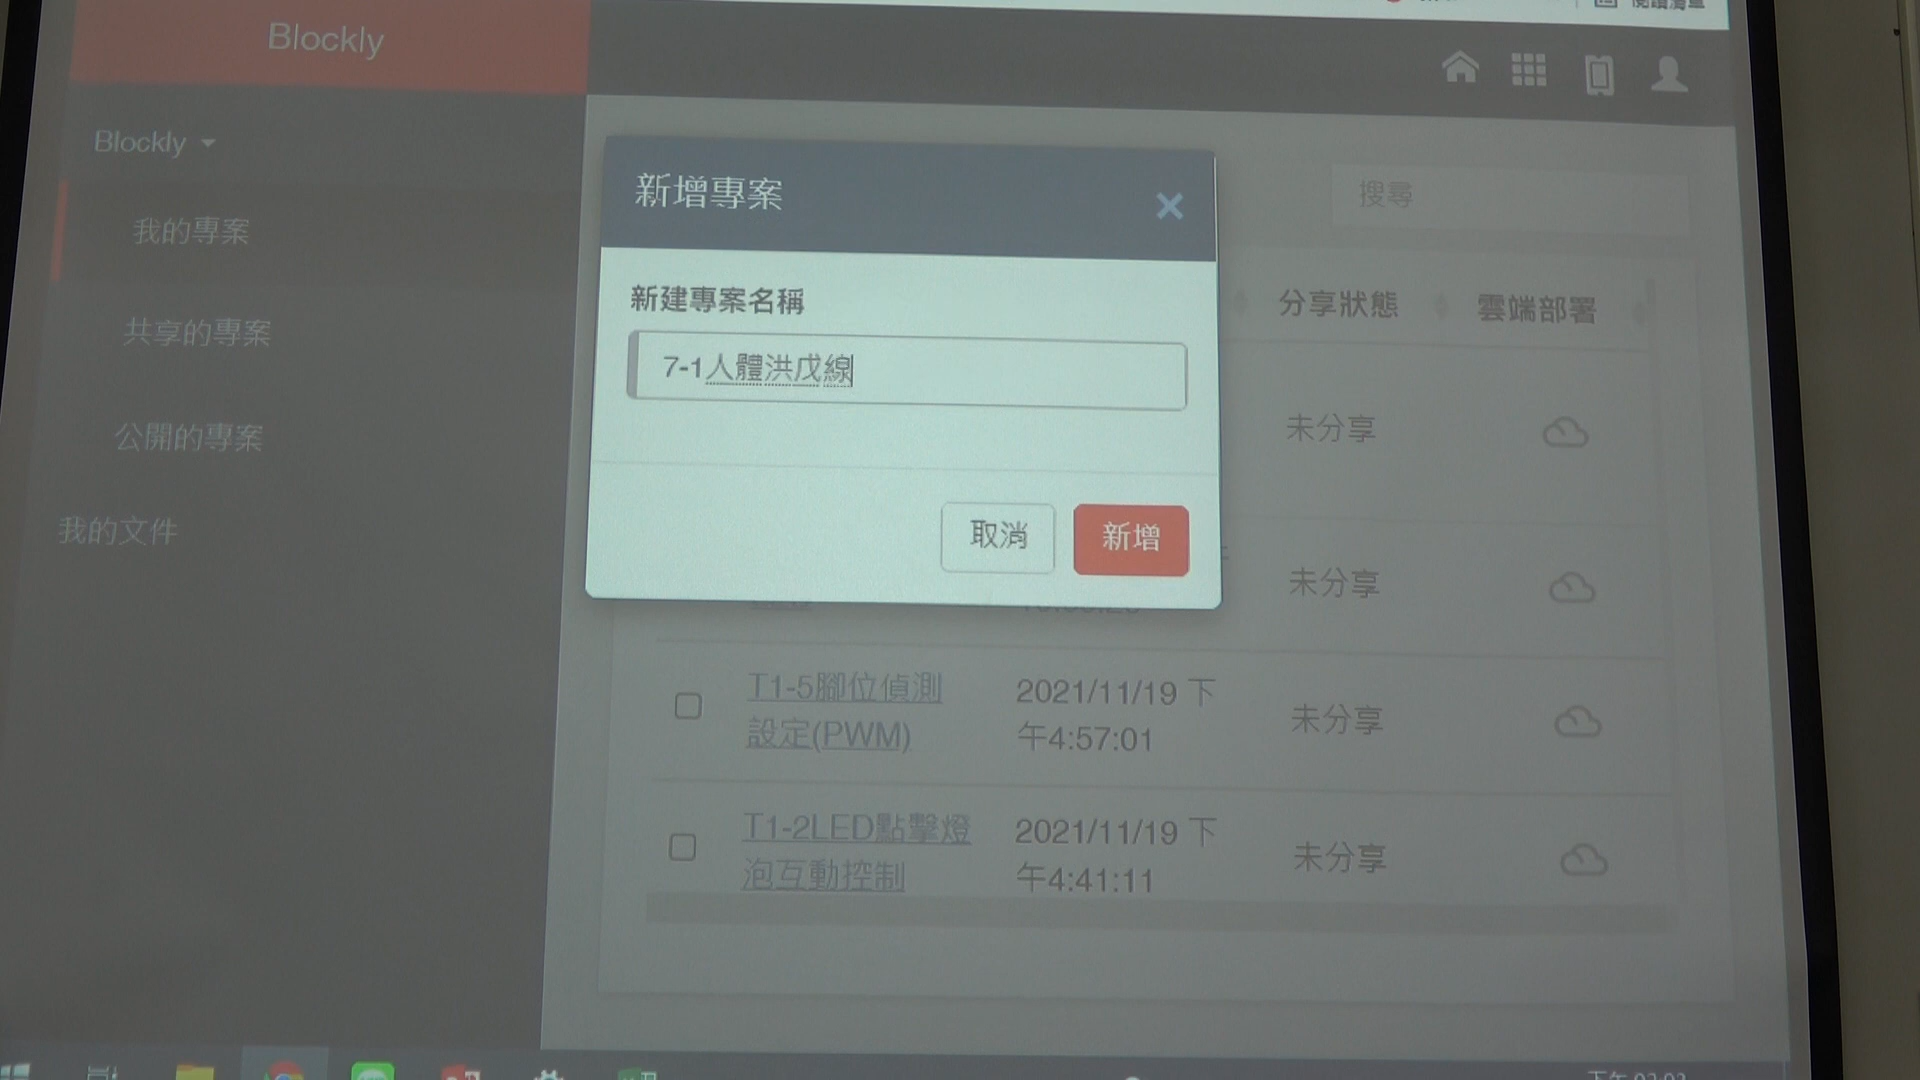 Blockly
Blockly
我的專案
共享的專案
公開的專案
我的文件
新增專案
新建專案名稱
7-1人體洪戊線
取消
新增
搜尋
分享狀態
雲端部署
未分享
未分享
T1-5腳位偵測
設定(PWM)
2021/11/19 下
午4:57:01
未分享
T1-2LED點擊燈
泡互動控制
2021/11/19 下
午4:41:11
未分享